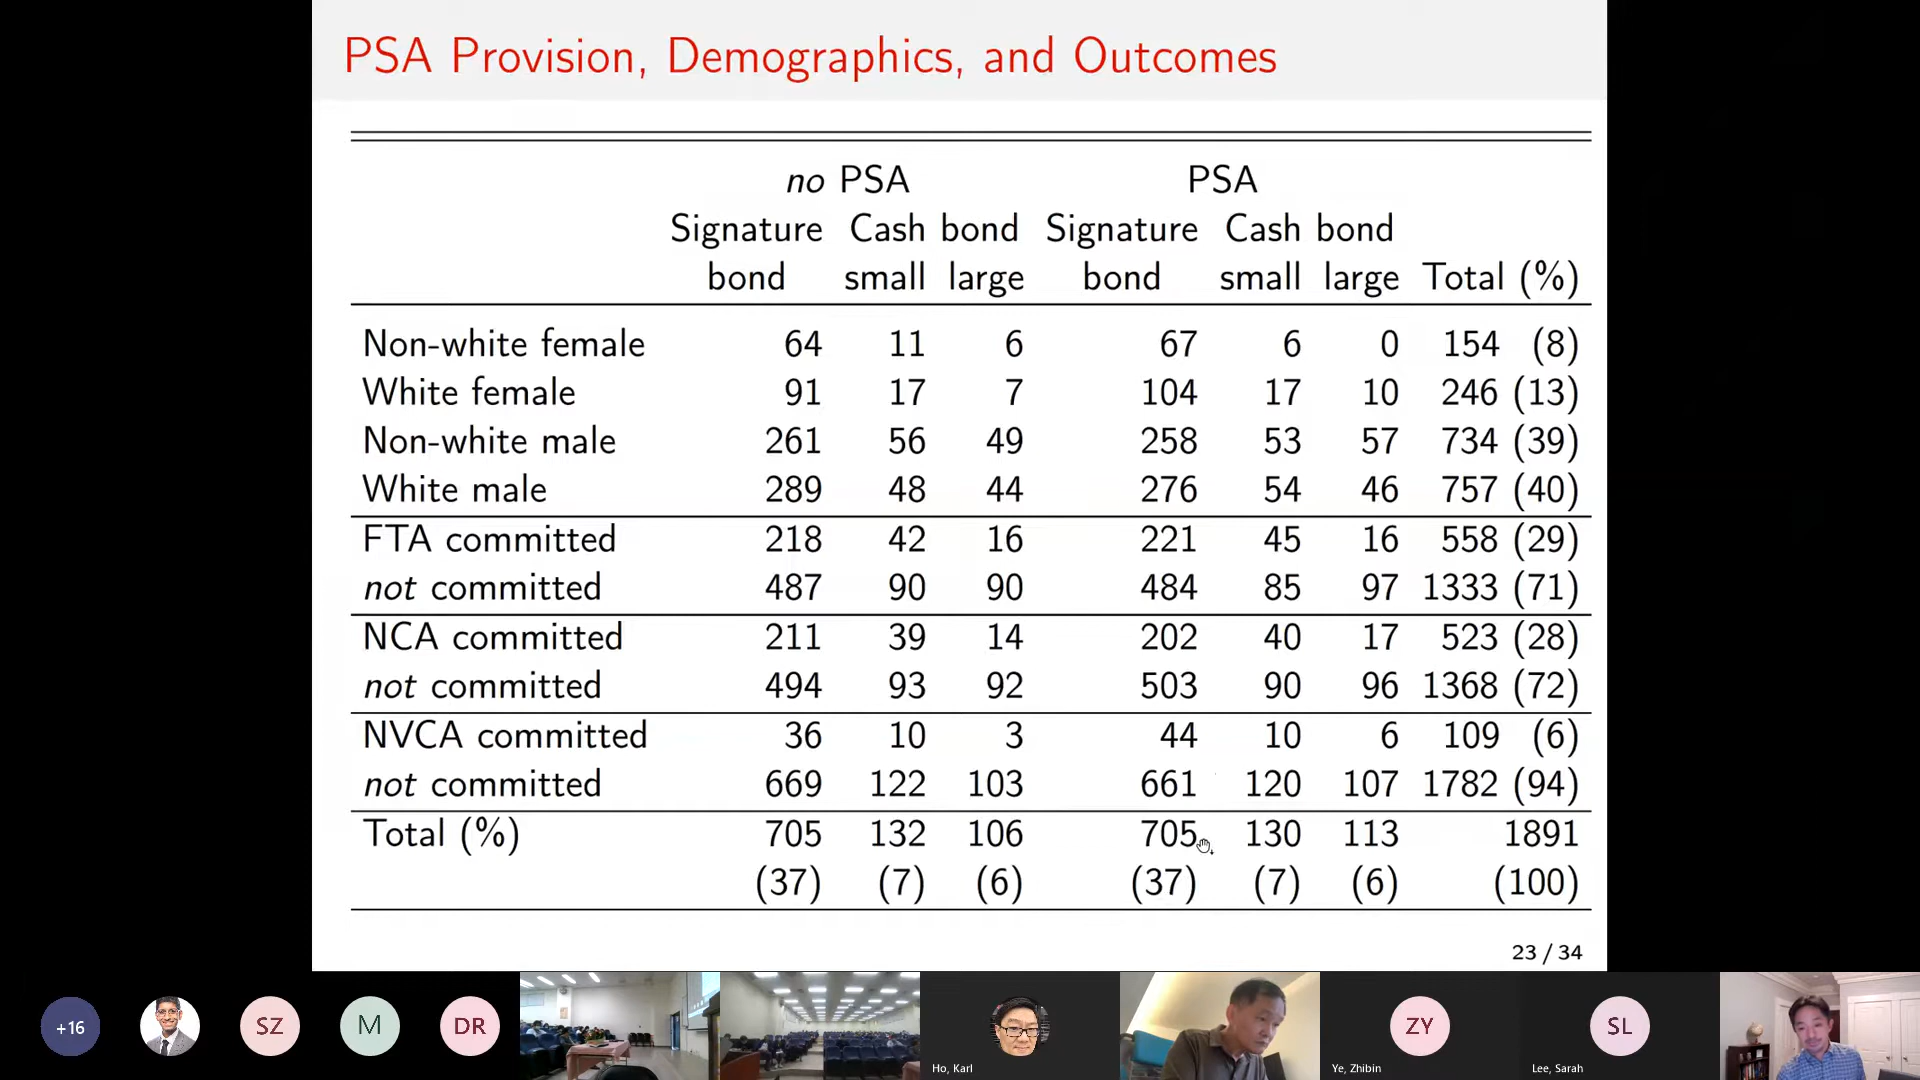 PSA Provision, Demographics, and Outcomes
no PSA PSA
Signature Cash bond Signature Cash bond
bond small large bond small large Total (%)
Non-white female 64 11 6 67 6 0 154 (8)
White female 91 17 7 104 17 10 246 (13)
Non-white male 261 56 49 258 53 57 734 (39)
White male 289 48 44 276 54 46 757 (40)
FTA committed 218 42 16 221 45 16 558 (29)
not committed 487 90 90 484 85 97 1333 (71)
NCA committed 211 39 14 202 40 17 523 (28)
not committed 494 93 92 503 90 96 1368 (72)
NVCA committed 36 10 3 44 10 6 109 (6)
not committed 669 122 103 661 120 107 1782 (94)
Total (%) 705 132 106 705 130 113 1891
(37) (7) (6) (37) (7) (6) (100)
23 / 34
+16 SZ M DR ZY SL
Ho, Karl Ye, Zhibin Lee, Sarah